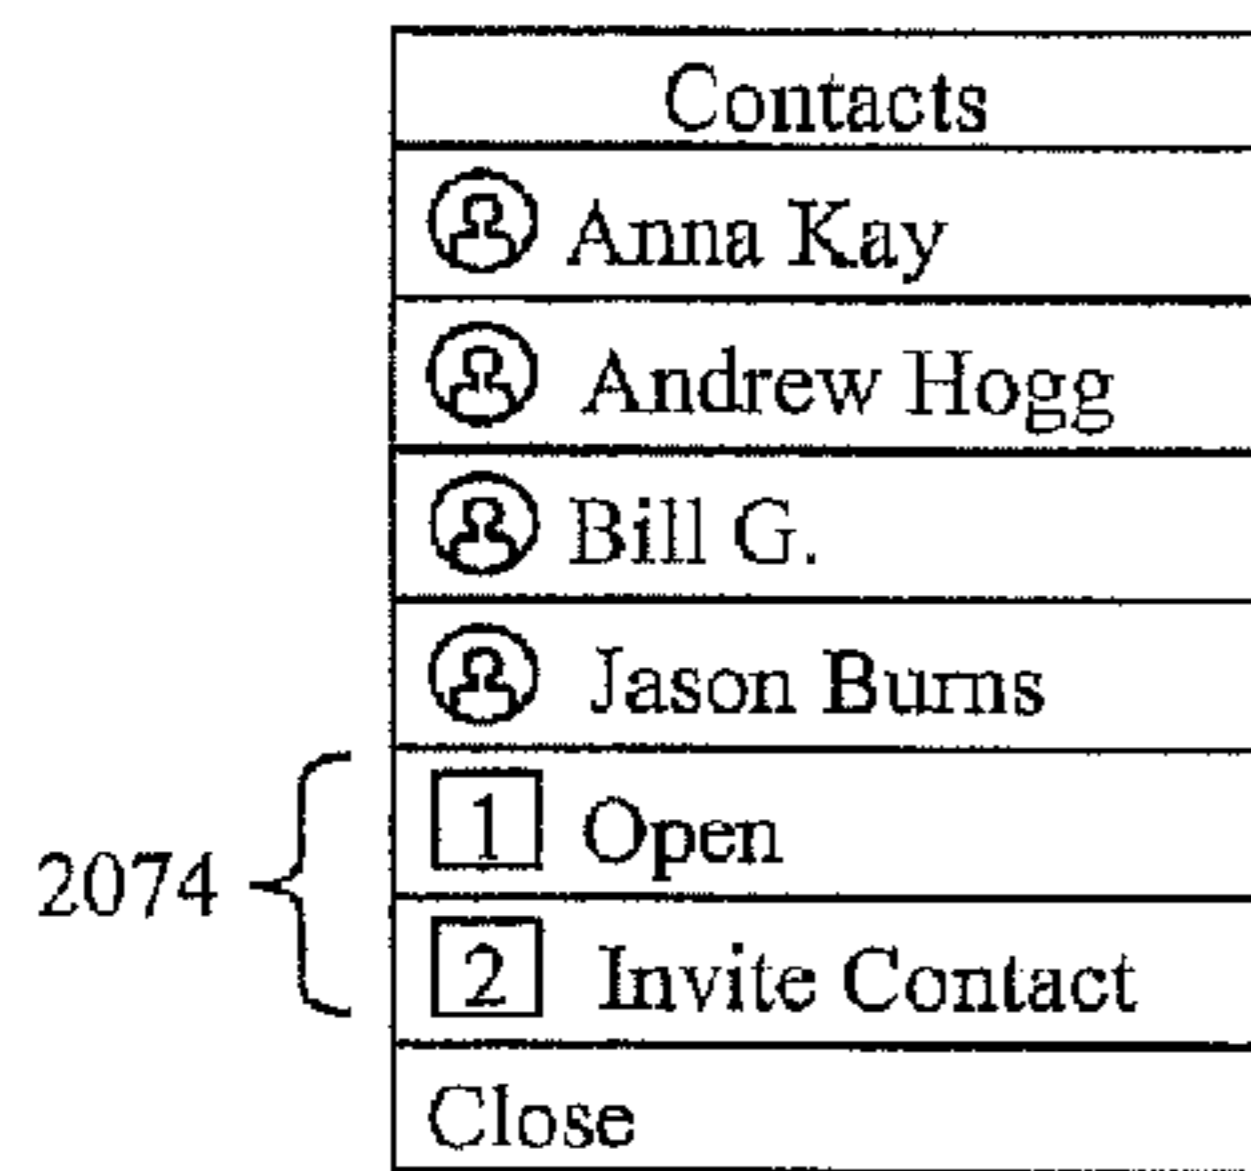 Contacts
Anna Kay
Andrew Hogg
Bill G.
Jason Burns
1 Open
2074
2 Invite Contact
Close